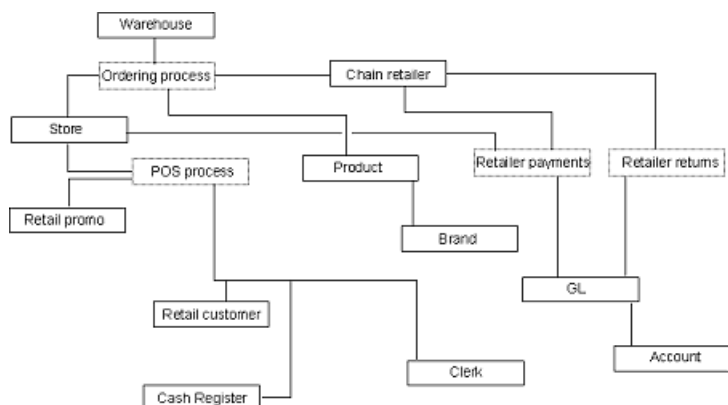 Warehouse
Ordering process
Chain retailer
Store
POS process
Product
Retailer payments
Retailer returns
Retail promo
Brand
GL
Retail customer
Account
Clerk
Cash Register